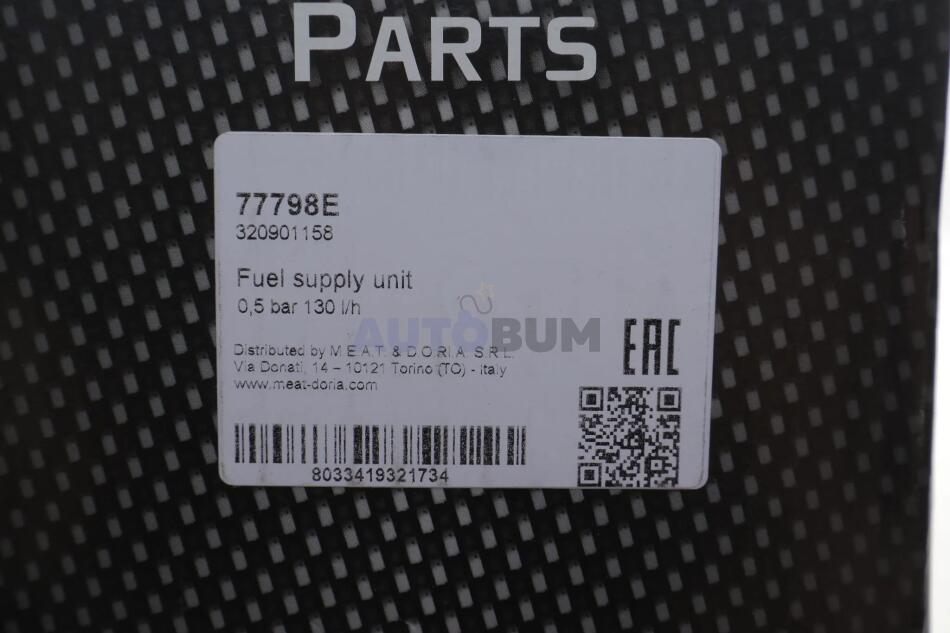 PARTS
77798E
320901158
Fuel supply unit
0,5 bar 130 l/h
AUTOBUM
Distributed by M.E.A.T. & D.O.R.I.A. S.R.L.
Via Donati, 14 – 10121 Torino (TO) - Italy
www.meat-doria.com
EAC
8033419321734